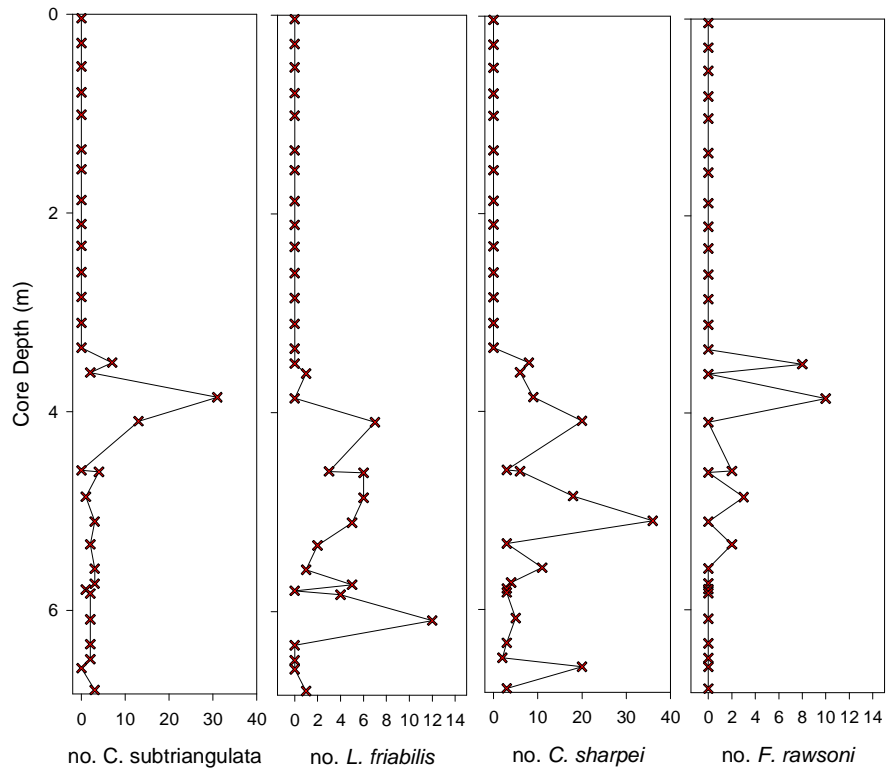 0
2
4
6
Core Depth (m)
0 10 20 30 40
0 2 4 6 8 10 12 14
0 10 20 30 40
0 2 4 6 8 10 12 14
no. C. subtriangulata
no. L. friabilis
no. C. sharpei
no. F. rawsoni